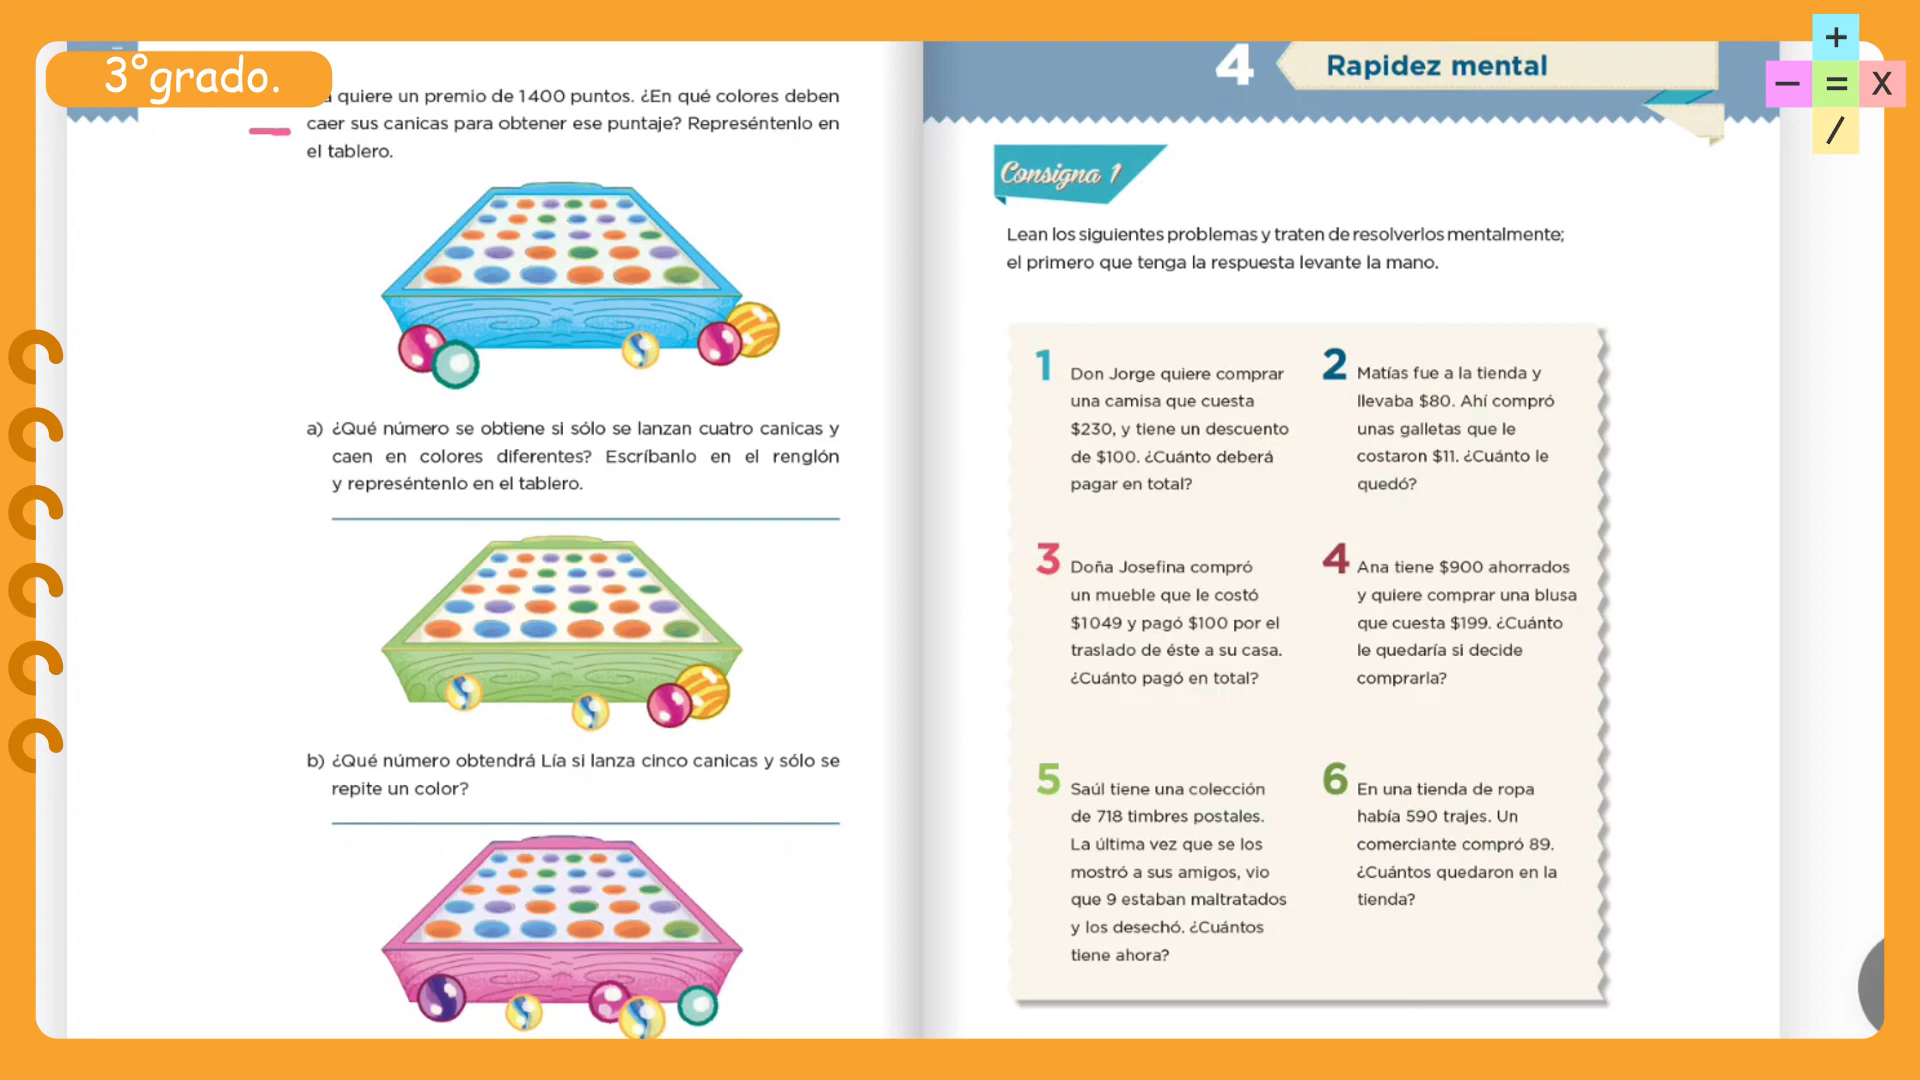 3°grado.
quiere un premio de 1400 puntos. ¿En qué colores deben
caer sus canicas para obtener ese puntaje? Represéntenlo en
el tablero.
a) ¿Qué número se obtiene si sólo se lanzan cuatro canicas y
caen en colores diferentes? Escríbanlo en el renglón
y represéntenlo en el tablero.
b) ¿Qué número obtendrá Lía si lanza cinco canicas y sólo se
repite un color?
4 Rapidez mental
+
− = X
/
Consigna 1
Lean los siguientes problemas y traten de resolverlos mentalmente;
el primero que tenga la respuesta levante la mano.
1 Don Jorge quiere comprar
una camisa que cuesta
$230, y tiene un descuento
de $100. ¿Cuánto deberá
pagar en total?
2 Matías fue a la tienda y
llevaba $80. Ahí compró
unas galletas que le
costaron $11. ¿Cuánto le
quedó?
3 Doña Josefina compró
un mueble que le costó
$1049 y pagó $100 por el
traslado de éste a su casa.
¿Cuánto pagó en total?
4 Ana tiene $900 ahorrados
y quiere comprar una blusa
que cuesta $199. ¿Cuánto
le quedaría si decide
comprarla?
5 Saúl tiene una colección
de 718 timbres postales.
La última vez que se los
mostró a sus amigos, vio
que 9 estaban maltratados
y los desechó. ¿Cuántos
tiene ahora?
6 En una tienda de ropa
había 590 trajes. Un
comerciante compró 89.
¿Cuántos quedaron en la
tienda?